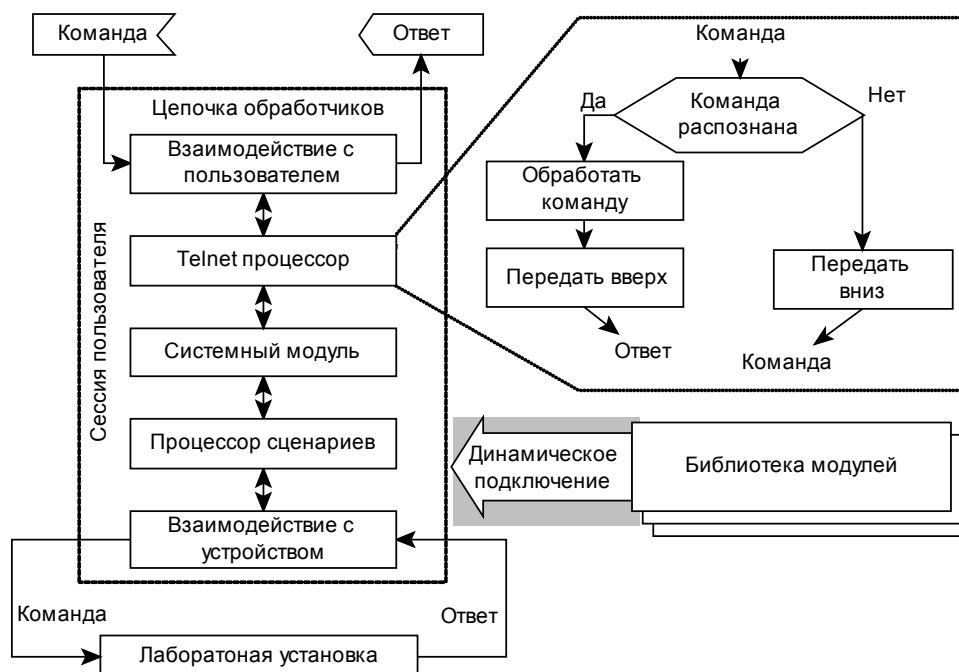 Команда
Ответ
Цепочка обработчиков
Сессия пользователя
Взаимодействие с
пользователем
Telnet процессор
Системный модуль
Процессор сценариев
Взаимодействие с
устройством
Команда
Ответ
Лаборатоная установка
Команда
Команда
распознана
Да
Нет
Обработать
команду
Передать вверх
Ответ
Передать
вниз
Команда
Динамическое
подключение
Библиотека модулей